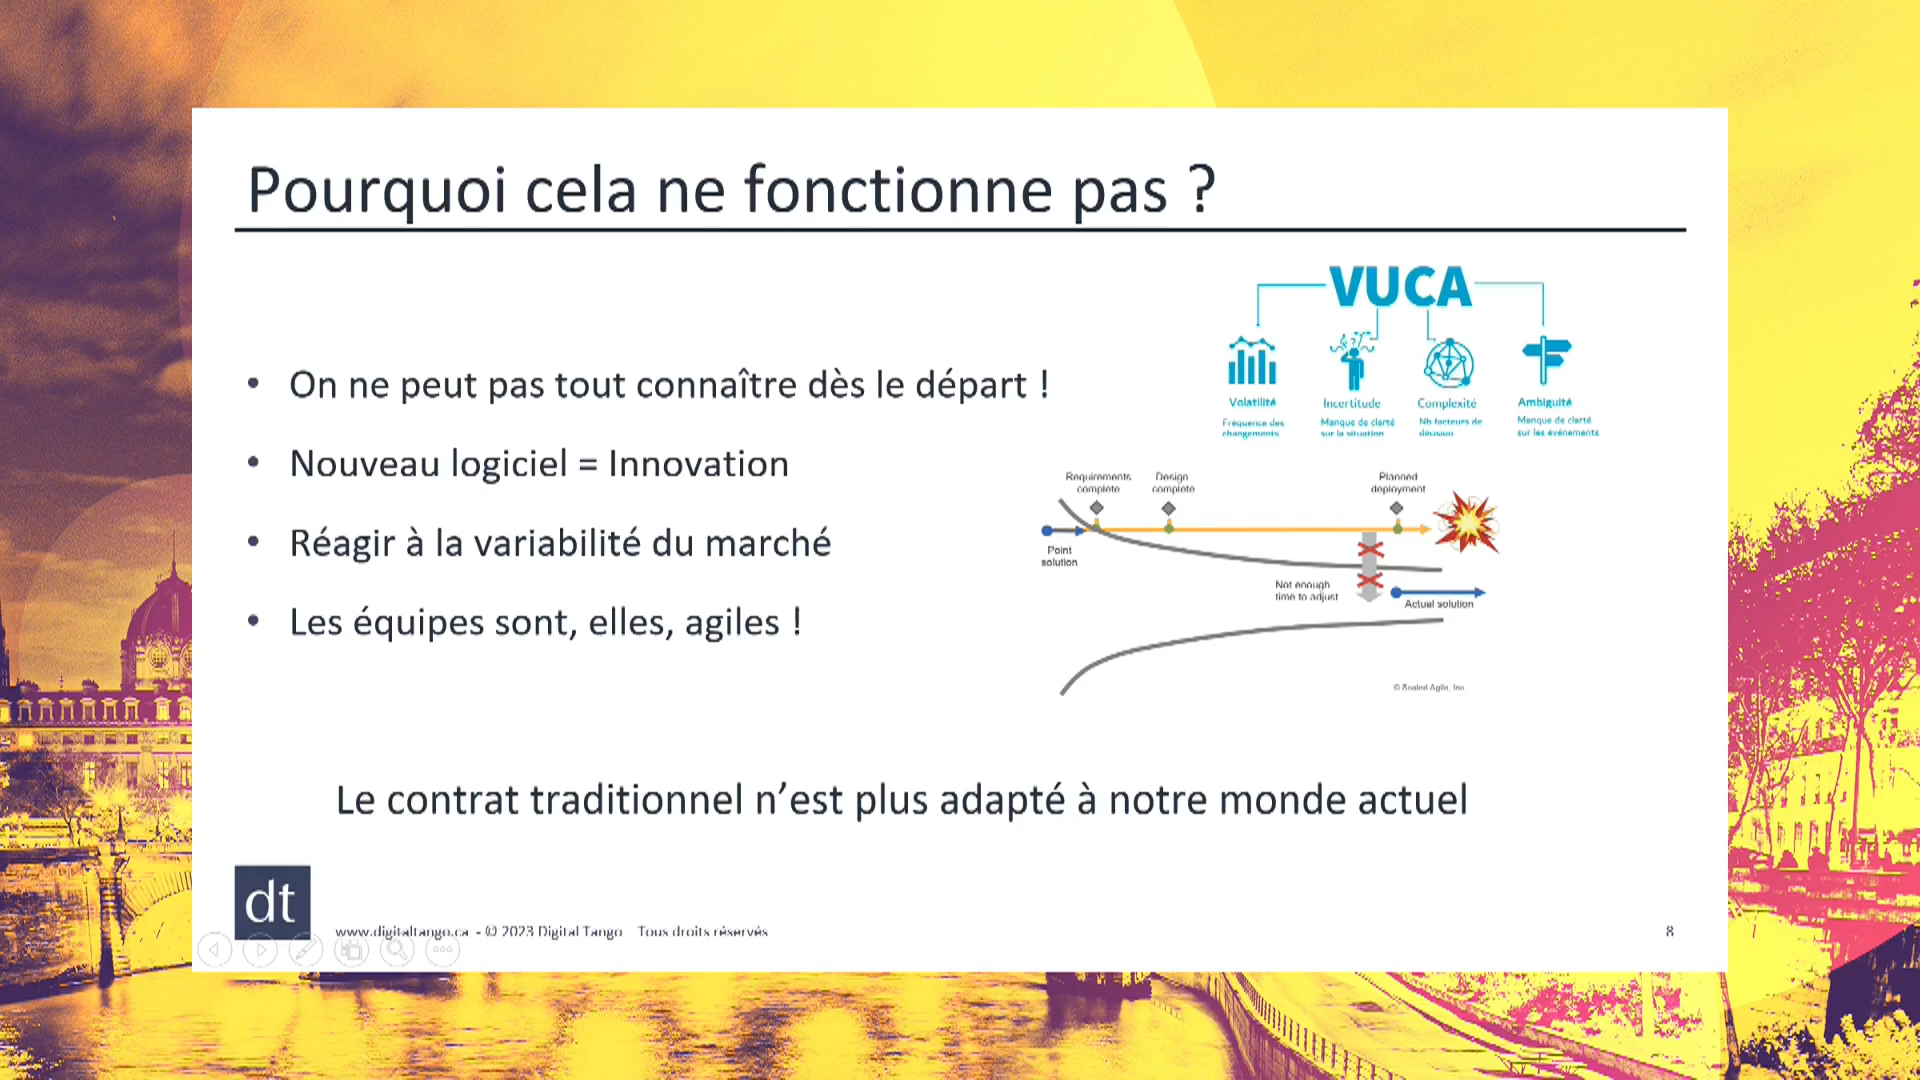 Pourquoi cela ne fonctionne pas ?
VUCA
Volatilité
Fréquence des
changements
Incertitude
Manque de clarté
sur la situation
Complexité
Nb facteurs de
décision
Ambiguïté
Manque de clarté
sur les événements
• On ne peut pas tout connaître dès le départ !
• Nouveau logiciel = Innovation
• Réagir à la variabilité du marché
• Les équipes sont, elles, agiles !
Requirements
complete
Design
complete
Planned
deployment
Point
solution
Not enough
time to adjust
Actual solution
© Scaled Agile, Inc.
Le contrat traditionnel n’est plus adapté à notre monde actuel
dt
www.digitaltango.ca - © 2023 Digital Tango Tous droits réservés
8